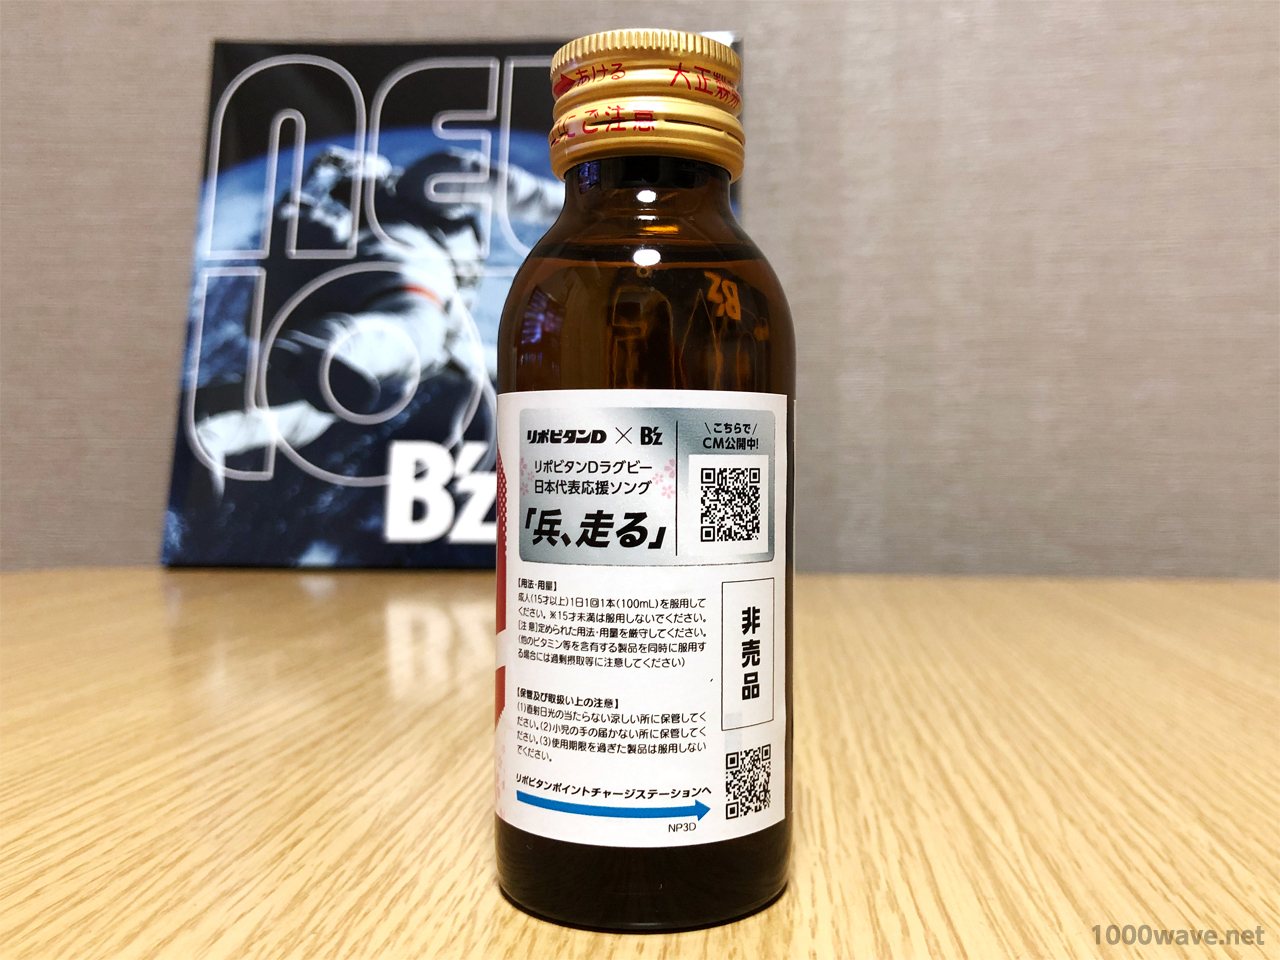 NEW
LOVE
B'z
あける
大正製薬
にご注意
B'z
リポビタンD × B'z
リポビタンDラグビー
日本代表応援ソング
「兵、走る」
\ こちらで /
CM公開中!
【用法・用量】
成人(15才以上)1日1回1本(100mL)を服用して
ください。※15才未満は服用しないでください。
[注意]定められた用法・用量を厳守してください。
(他のビタミン等を含有する製品を同時に服用す
る場合には過剰摂取等に注意してください)
非売品
【保管及び取扱い上の注意】
(1)直射日光の当たらない涼しい所に保管してく
ださい。(2)小児の手の届かない所に保管してく
ださい。(3)使用期限を過ぎた製品は服用しない
でください。
リポビタンポイントチャージステーションへ
NP3D
1000wave.net